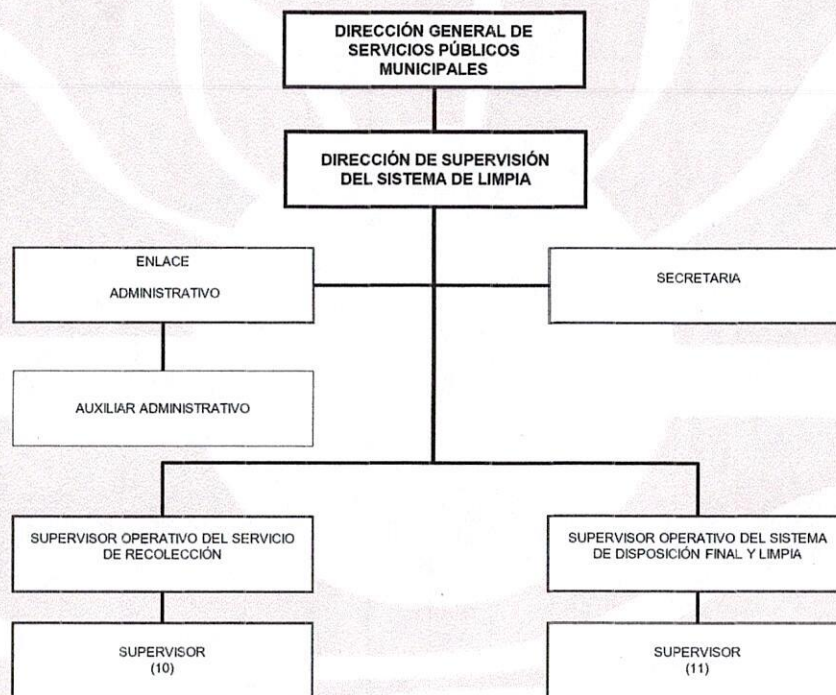 DIRECCIÓN GENERAL DE
SERVICIOS PÚBLICOS
MUNICIPALES
DIRECCIÓN DE SUPERVISIÓN
DEL SISTEMA DE LIMPIA
ENLACE
ADMINISTRATIVO
SECRETARIA
AUXILIAR ADMINISTRATIVO
SUPERVISOR OPERATIVO DEL SERVICIO
DE RECOLECCIÓN
SUPERVISOR OPERATIVO DEL SISTEMA
DE DISPOSICIÓN FINAL Y LIMPIA
SUPERVISOR
(10)
SUPERVISOR
(11)